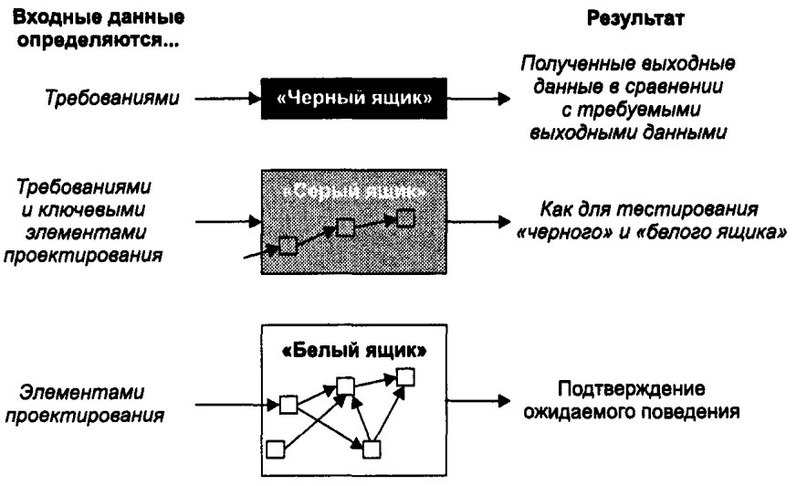 Входные данные
определяются...
Результат
Требованиями
«Черный ящик»
Полученные выходные
данные в сравнении
с требуемыми
выходными данными
Требованиями
и ключевыми
элементами
проектирования
«Серый ящик»
Как для тестирования
«черного» и «белого ящика»
Элементами
проектирования
«Белый ящик»
Подтверждение
ожидаемого поведения